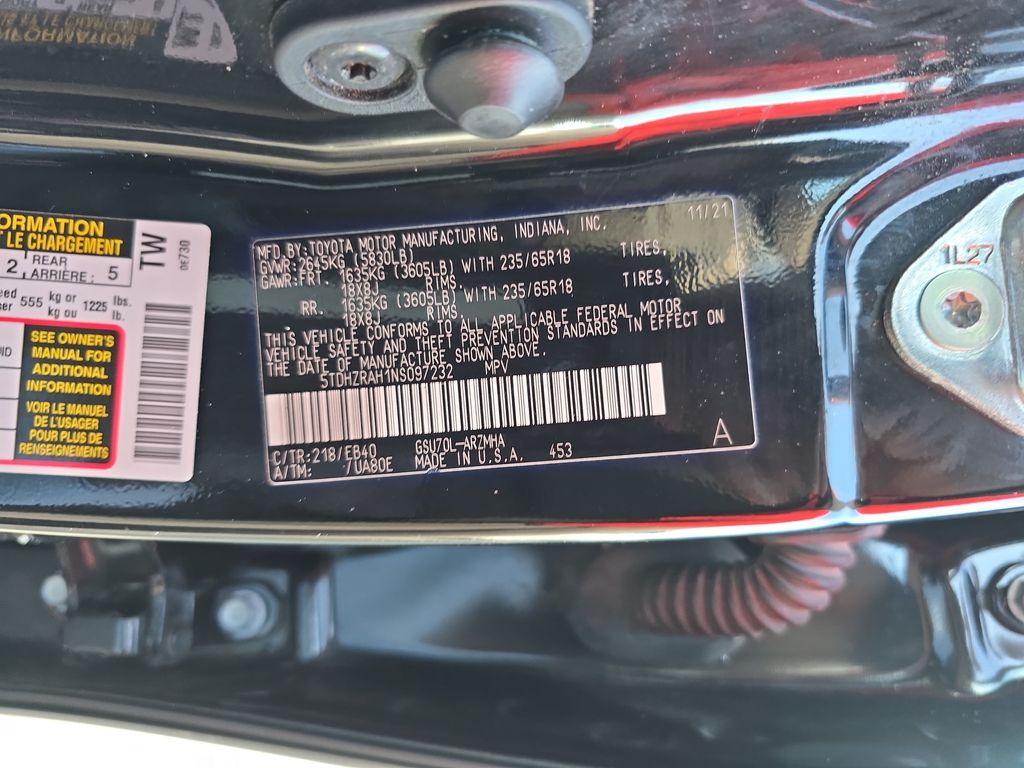 INFORMATION
ORMATION
T LE CHARGEMENT
2 REAR
ARRIÈRE: 5
555 kg or 1225 lbs.
kg ou lb.
SEE OWNER'S
MANUAL FOR
ADDITIONAL
INFORMATION
VOIR LE MANUEL
DE L'USAGER
POUR PLUS DE
RENSEIGNEMENTS
TW
0E730
11/21
MFD.BY:TOYOTA MOTOR MANUFACTURING, INDIANA, INC.
GVWR:2645KG (5830LB)
GAWR:FRT. 1635KG (3605LB) WITH 235/65R18 TIRES,
18X8J RIMS.
RR. 1635KG (3605LB) WITH 235/65R18 TIRES,
18X8J RIMS.
THIS VEHICLE CONFORMS TO ALL APPLICABLE FEDERAL MOTOR
VEHICLE SAFETY AND THEFT PREVENTION STANDARDS IN EFFECT ON
THE DATE OF MANUFACTURE SHOWN ABOVE.
5TDHZRAH1NS097232 MPV
C/TR:218/EB40 GSU70L-ARZMHA
A/TM: /UA80E MADE IN U.S.A. 453
A
1L27